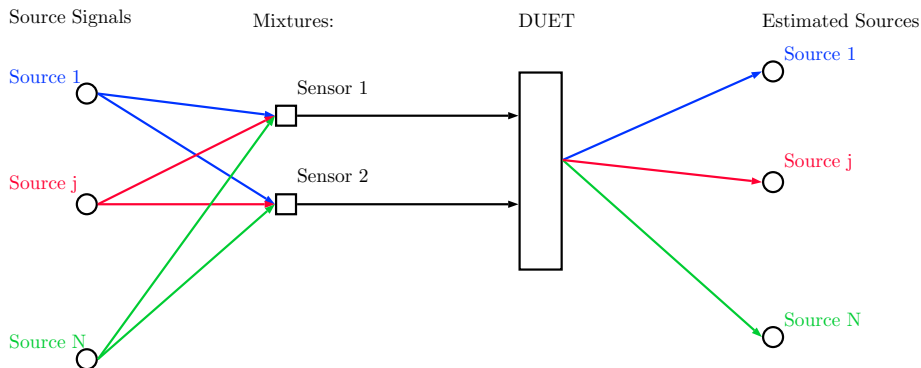 Source Signals
Mixtures:
DUET
Estimated Sources
Source 1
Sensor 1
Source 1
Source j
Sensor 2
Source j
Source N
Source N